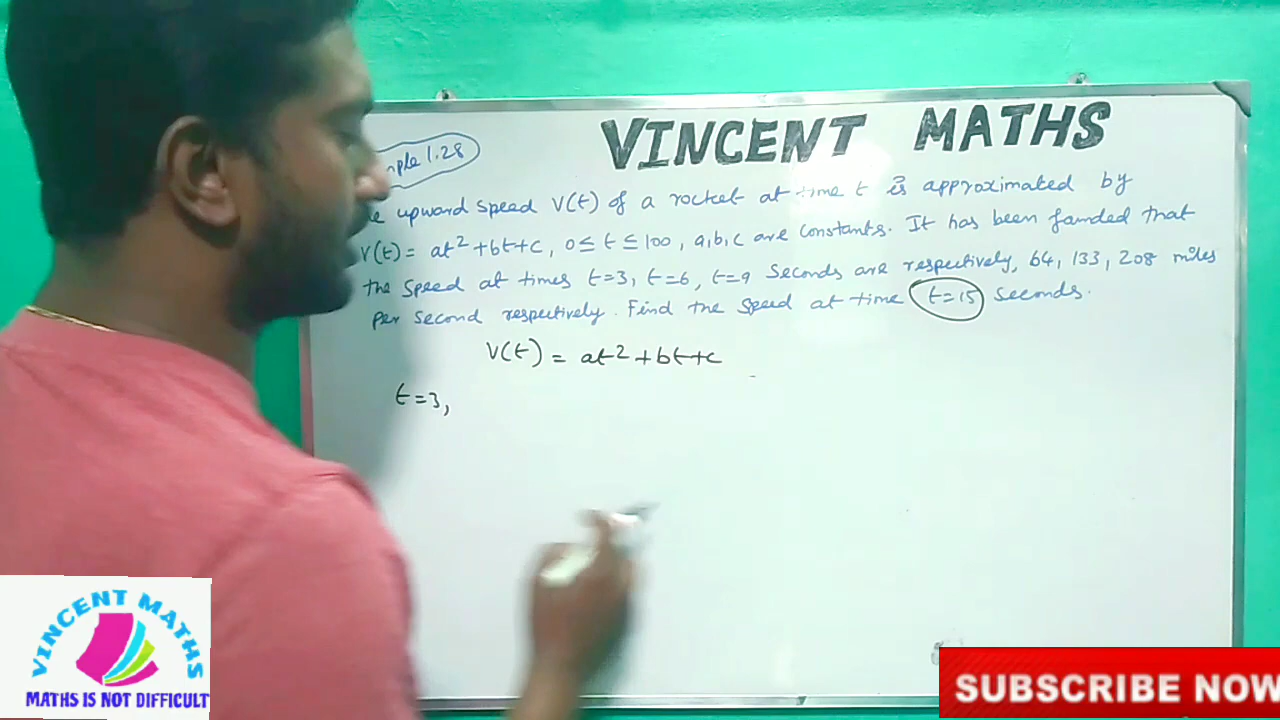 VINCENT MATHS
mple 1.28
e upward speed V(t) of a rocket at time t is approximated by
V(t) = at² + bt + c, 0 ≤ t ≤ 100, a,b,c are constants. It has been founded that
the speed at times t=3, t=6, t=9 seconds are respectively, 64, 133, 208 miles
per second respectively. Find the speed at time t=15 seconds.
V(t) = at² + bt + c
t=3,
VINCENT MATHS
MATHS IS NOT DIFFICULT
SUBSCRIBE NOW